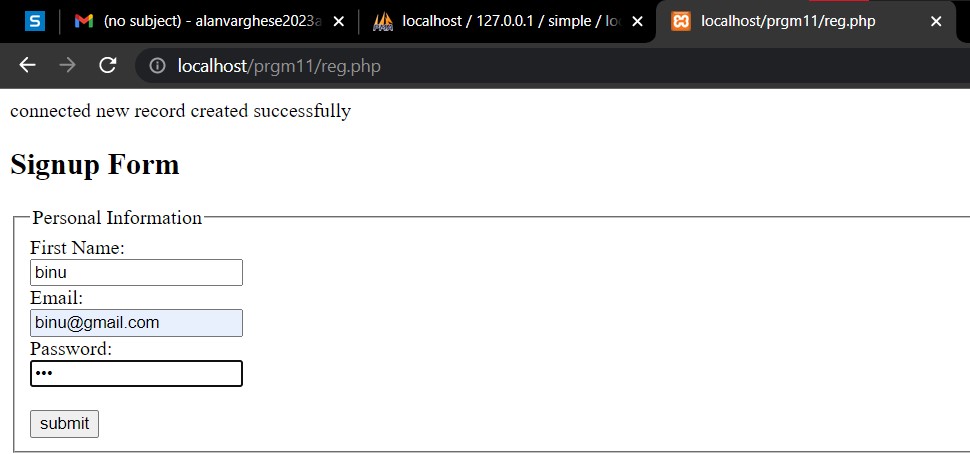 S
(no subject) - alanvarghese2023a
localhost / 127.0.0.1 / simple / loc
localhost/prgm11/reg.php
localhost/prgm11/reg.php
connected new record created successfully
Signup Form
Personal Information
First Name:
binu
Email:
binu@gmail.com
Password:
•••
submit